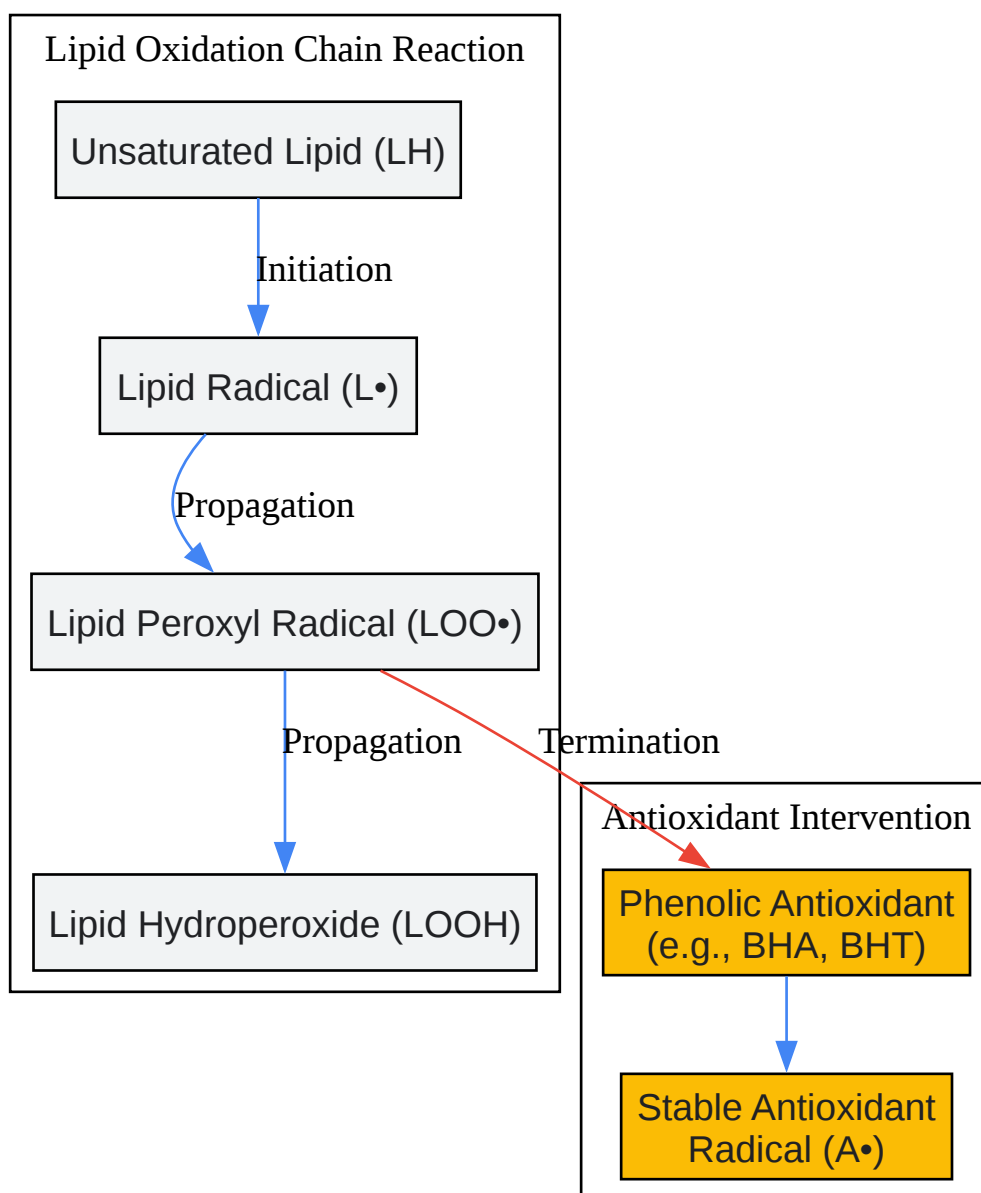 Lipid Oxidation Chain Reaction
Unsaturated Lipid (LH)
Initiation
Lipid Radical (L•)
Propagation
Lipid Peroxyl Radical (LOO•)
Propagation
Termination
Lipid Hydroperoxide (LOOH)
Antioxidant Intervention
Phenolic Antioxidant
(e.g., BHA, BHT)
Stable Antioxidant
Radical (A•)